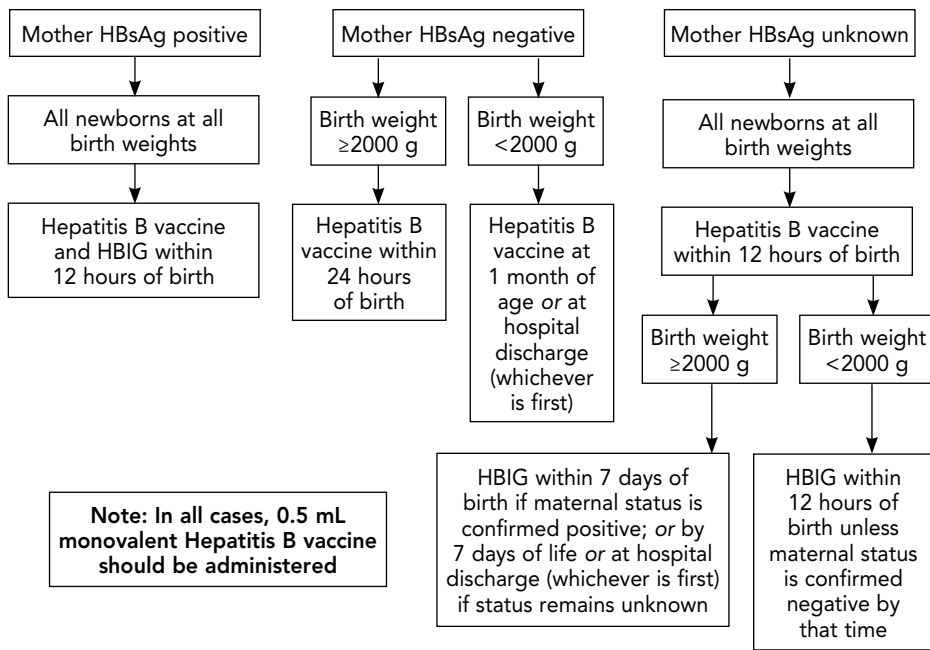 Mother HBsAg positive
All newborns at all
birth weights
Hepatitis B vaccine
and HBIG within
12 hours of birth
Mother HBsAg negative
Birth weight
≥2000 g
Hepatitis B
vaccine within
24 hours
of birth
Birth weight
<2000 g
Hepatitis B
vaccine at
1 month of
age or at
hospital
discharge
(whichever
is first)
Mother HBsAg unknown
All newborns at all
birth weights
Hepatitis B vaccine
within 12 hours of birth
Birth weight
≥2000 g
HBIG within 7 days of
birth if maternal status is
confirmed positive; or by
7 days of life or at hospital
discharge (whichever is first)
if status remains unknown
Birth weight
<2000 g
HBIG within
12 hours of
birth unless
maternal status
is confirmed
negative by
that time
Note: In all cases, 0.5 mL
monovalent Hepatitis B vaccine
should be administered